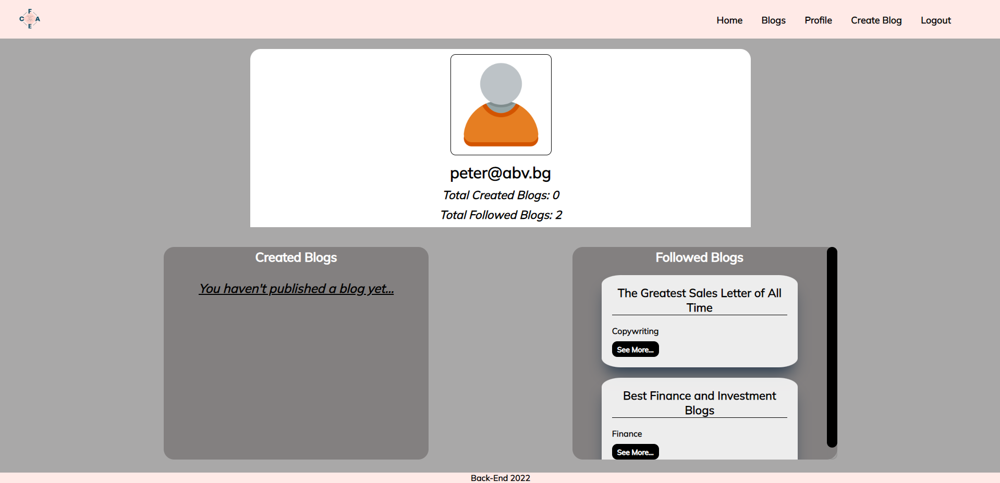 F
C A
E
Home Blogs Profile Create Blog Logout
peter@abv.bg
Total Created Blogs: 0
Total Followed Blogs: 2
Created Blogs
You haven't published a blog yet...
Followed Blogs
The Greatest Sales Letter of All
Time
Copywriting
See More...
Best Finance and Investment
Blogs
Finance
See More...
Back-End 2022